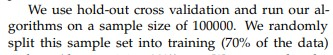 We use hold-out cross validation and run our al-
gorithms on a sample size of 100000. We randomly
split this sample set into training (70% of the data)